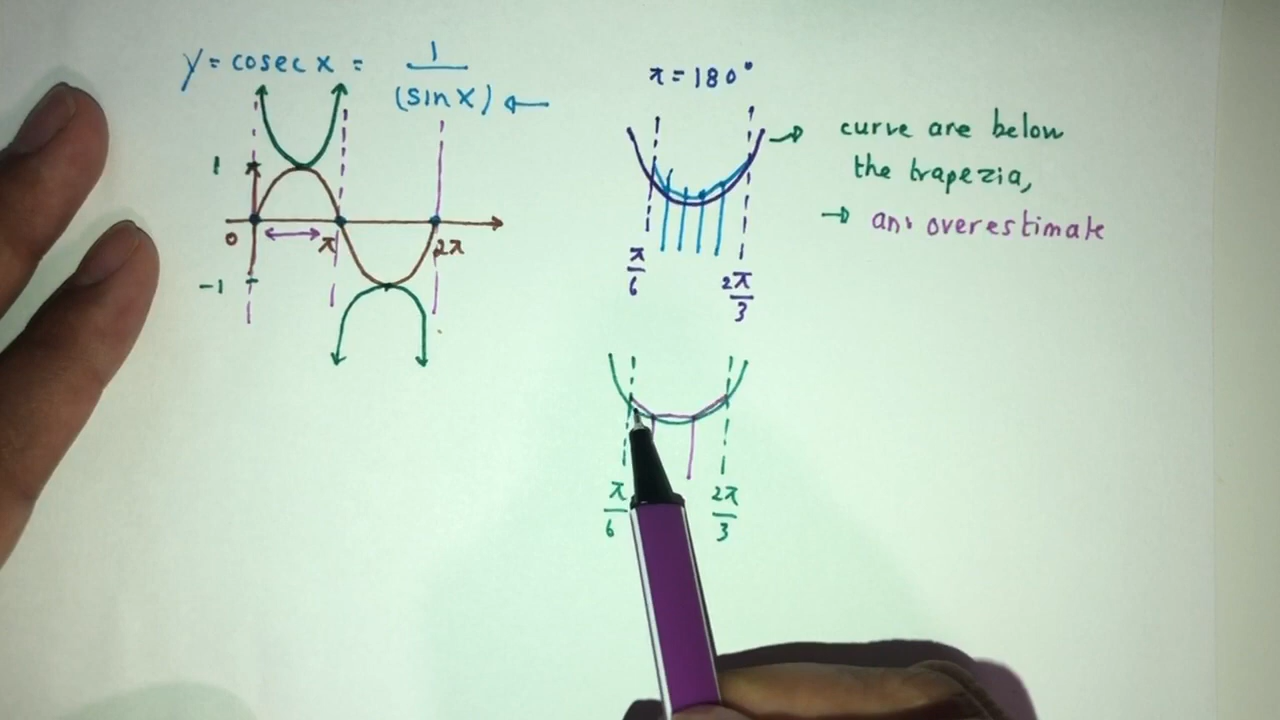 y = cosec x = 1
(sin x) ←
1
0
π
2π
-1
π = 180°
π
6
2π
3
→ curve are below
the trapezia,
→ an overestimate
π
6
2π
3